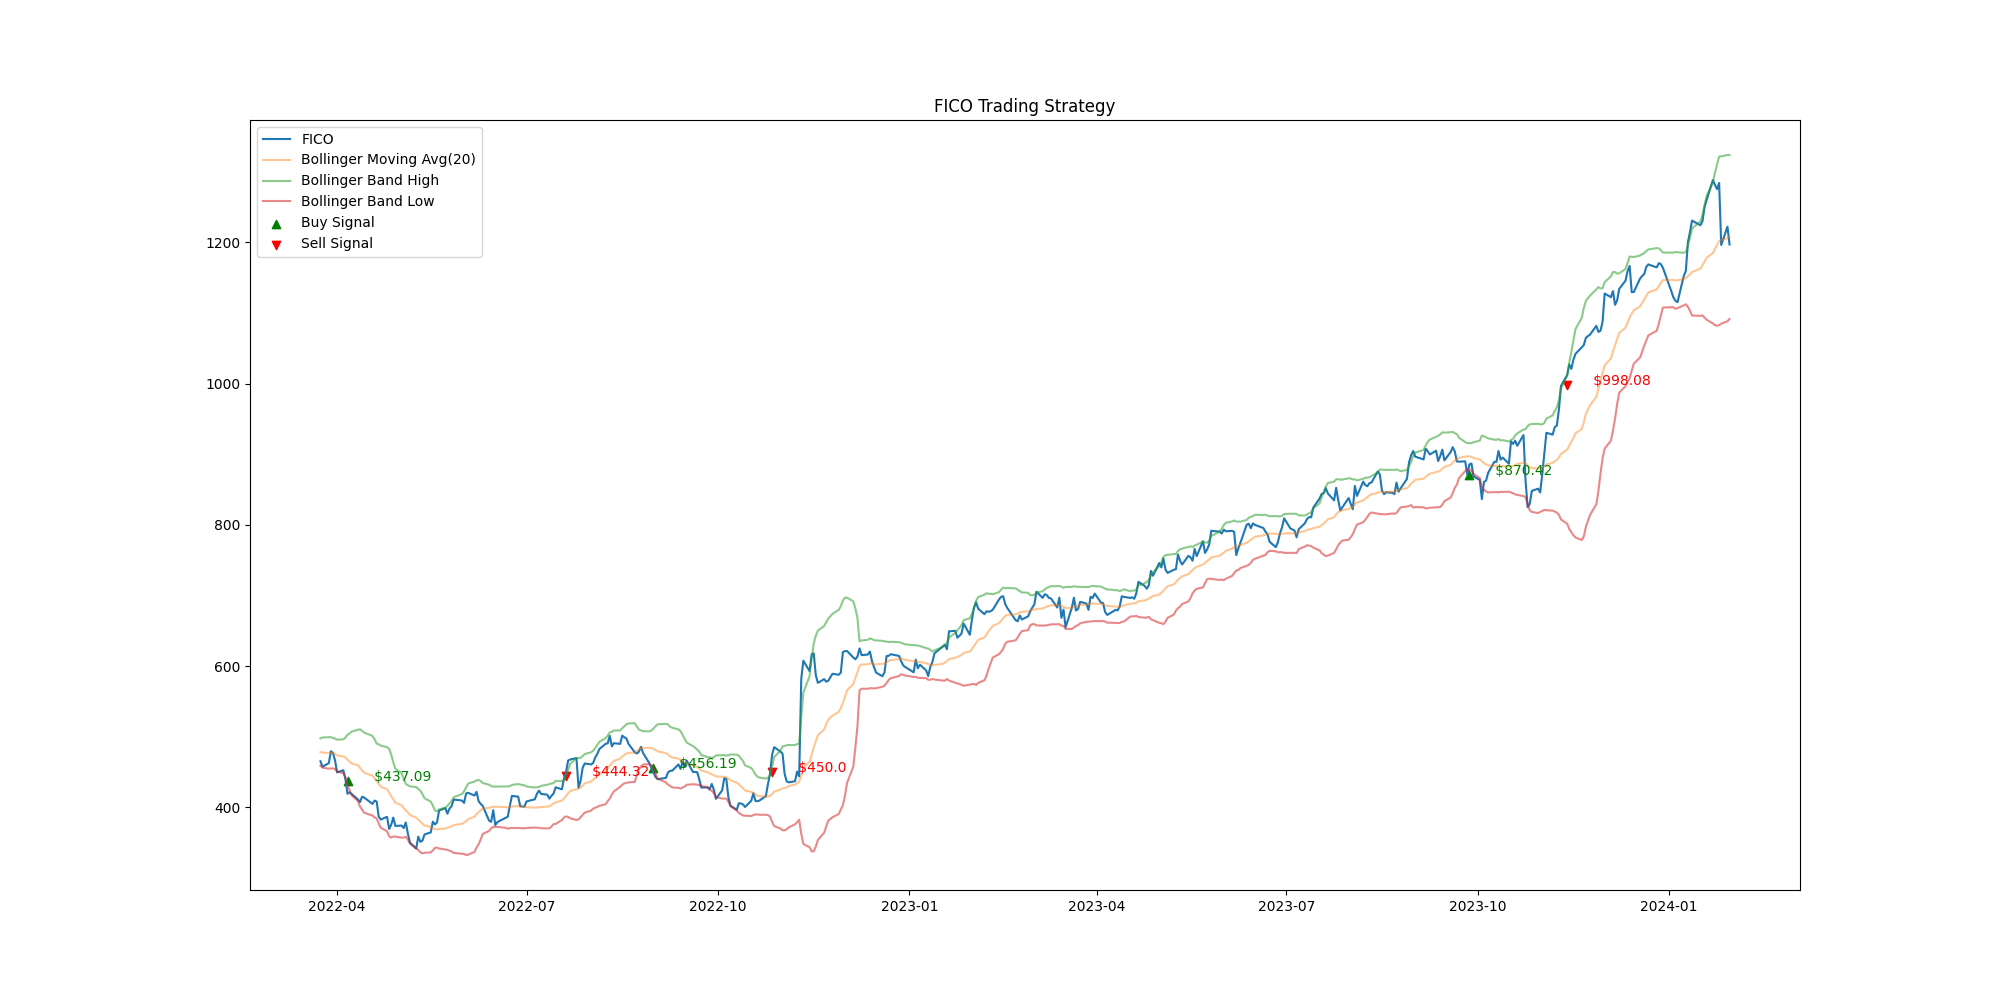 FICO Trading Strategy
FICO
Bollinger Moving Avg(20)
Bollinger Band High
Bollinger Band Low
Buy Signal
Sell Signal
1200
1000
800
600
400
$437.09
$444.32
$456.19
$450.0
$870.42
$998.08
2022-04
2022-07
2022-10
2023-01
2023-04
2023-07
2023-10
2024-01